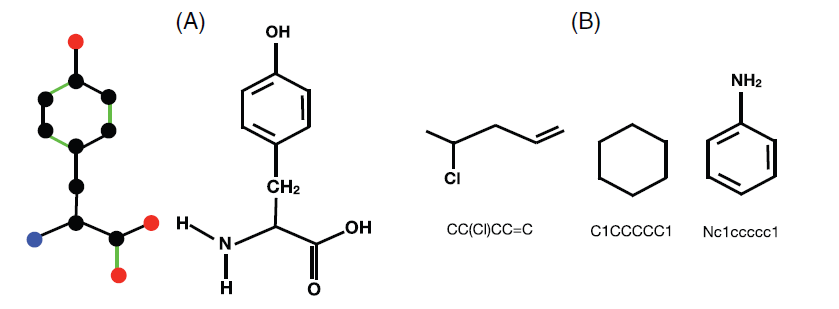 (A)
(B)
OH
CH₂
H
N
H
OH
O
Cl
NH₂
CC(Cl)CC=C
C1CCCCC1
Nc1ccccc1